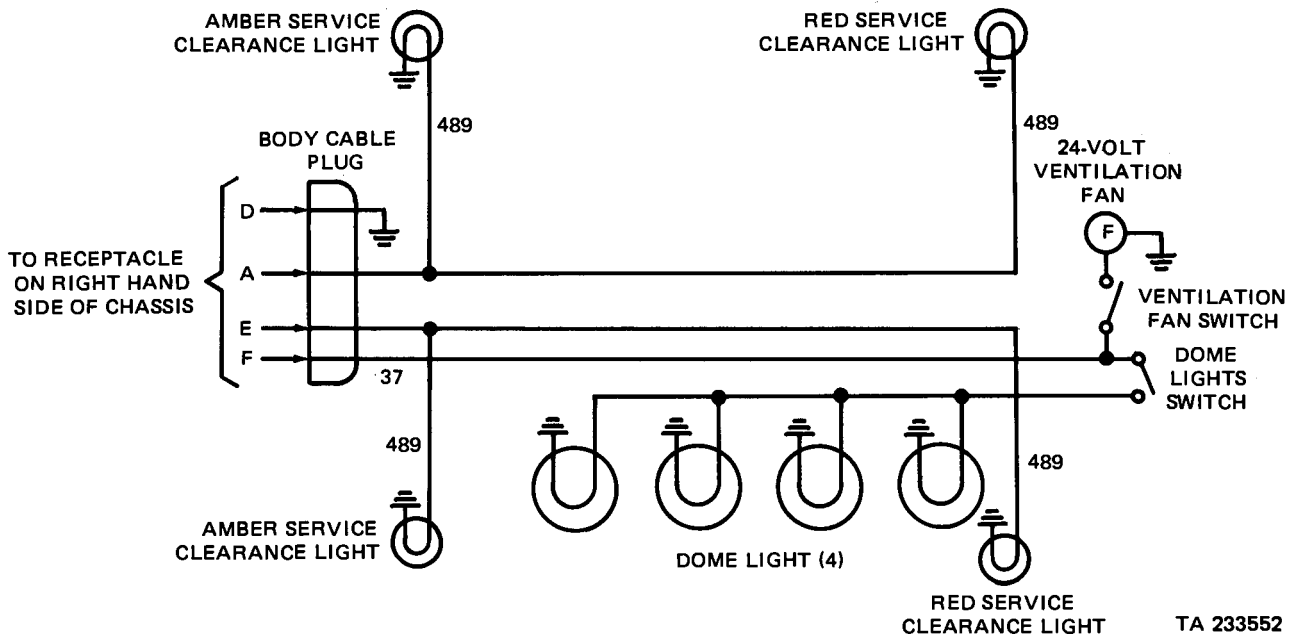 AMBER SERVICE
CLEARANCE LIGHT
RED SERVICE
CLEARANCE LIGHT
489
489
BODY CABLE
PLUG
24-VOLT
VENTILATION
FAN
D
F
TO RECEPTACLE
ON RIGHT HAND
SIDE OF CHASSIS
A
VENTILATION
FAN SWITCH
E
F
37
DOME
LIGHTS
SWITCH
489
489
AMBER SERVICE
CLEARANCE LIGHT
DOME LIGHT (4)
RED SERVICE
CLEARANCE LIGHT
TA 233552